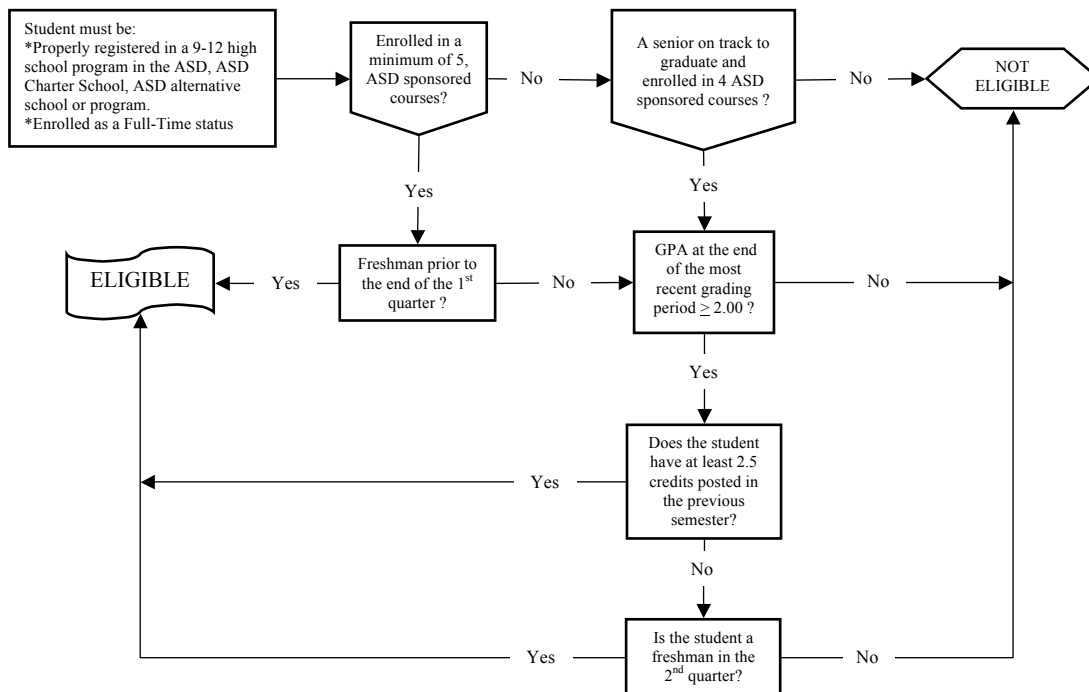 Student must be:
*Properly registered in a 9-12 high
school program in the ASD, ASD
Charter School, ASD alternative
school or program.
*Enrolled as a Full-Time status
Enrolled in a
minimum of 5,
ASD sponsored
courses?
No
A senior on track to
graduate and
enrolled in 4 ASD
sponsored courses ?
No
NOT
ELIGIBLE
Yes
Yes
ELIGIBLE
Yes
Freshman prior to
the end of the 1st
quarter ?
No
GPA at the end
of the most
recent grading
period ≥ 2.00 ?
No
Yes
Does the student
have at least 2.5
credits posted in
the previous
semester?
Yes
No
Is the student a
freshman in the
2nd quarter?
Yes
No